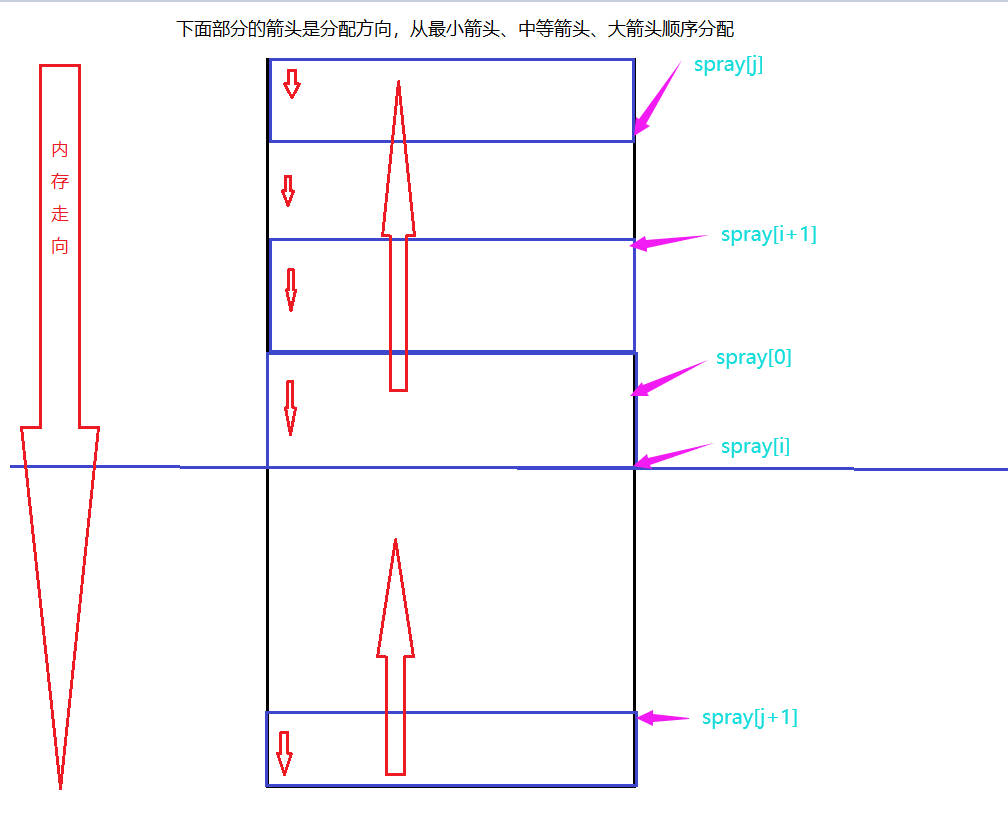 下面部分的箭头是分配方向，从最小箭头、中等箭头、大箭头顺序分配
spray[j]
内
存
走
向
spray[i+1]
spray[0]
spray[i]
spray[j+1]